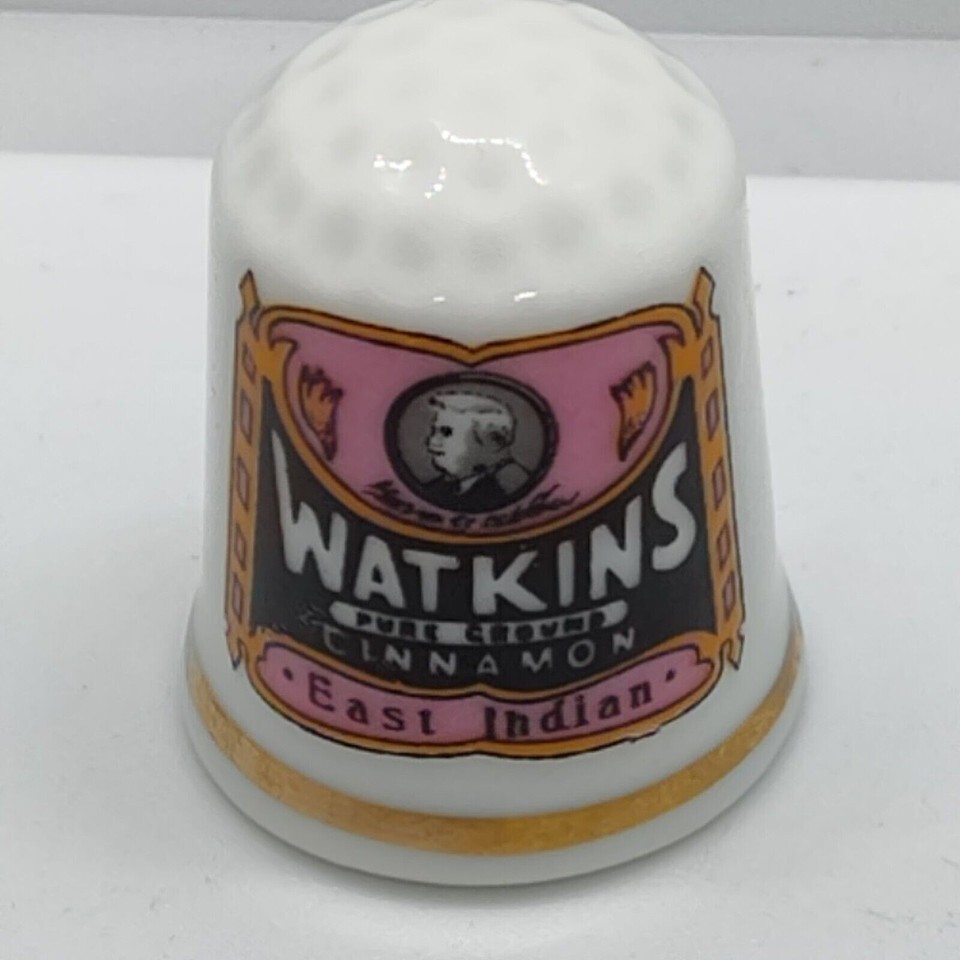 WATKINS
PURE GROUND
CINNAMON
· East Indian ·